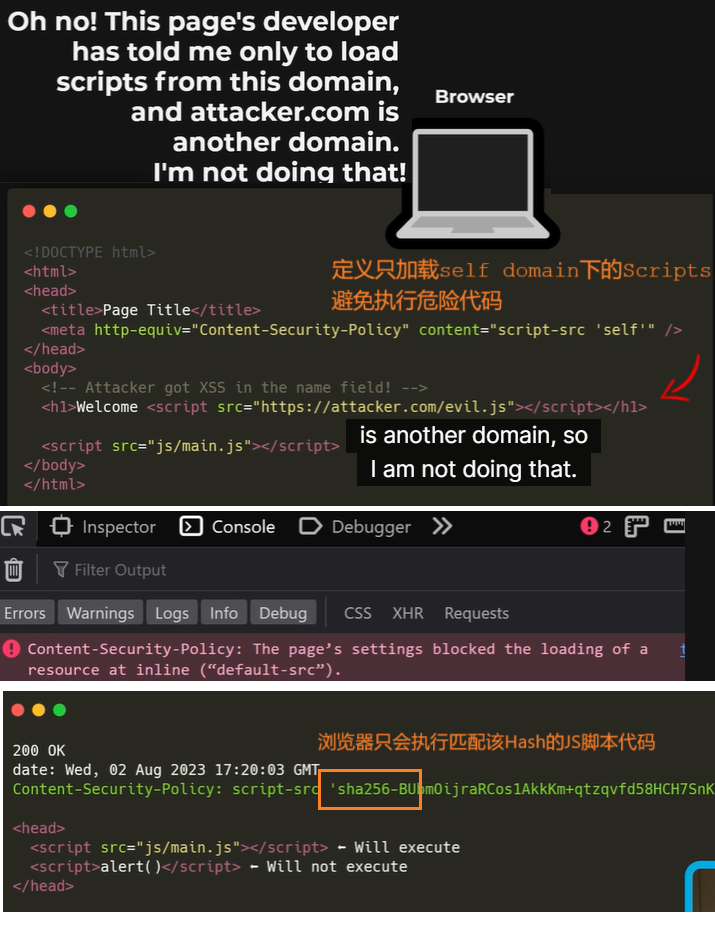 Oh no! This page's developer
has told me only to load
scripts from this domain,
and attacker.com is
another domain.
I'm not doing that!
Browser
<!DOCTYPE html>
<html>
<head>
<title>Page Title</title>
<meta http-equiv="Content-Security-Policy" content="script-src 'self'" />
</head>
<body>
<!-- Attacker got XSS in the name field! -->
<h1>Welcome <script src="https://attacker.com/evil.js"></script></h1>
<script src="js/main.js"></script>
</body>
</html>
定义只加载self domain下的Scripts
避免执行危险代码
is another domain, so
I am not doing that.
Inspector Console Debugger 2
Filter Output
Errors Warnings Logs Info Debug CSS XHR Requests
Content-Security-Policy: The page’s settings blocked the loading of a
resource at inline (“default-src”).
浏览器只会执行匹配该Hash的JS脚本代码
200 OK
date: Wed, 02 Aug 2023 17:20:03 GMT
Content-Security-Policy: script-src 'sha256-BUbmOijraRCos1AkkKm+qtzqvfd58HCH7SnK
<head>
<script src="js/main.js"></script> ⬅ Will execute
<script>alert()</script> ⬅ Will not execute
</head>